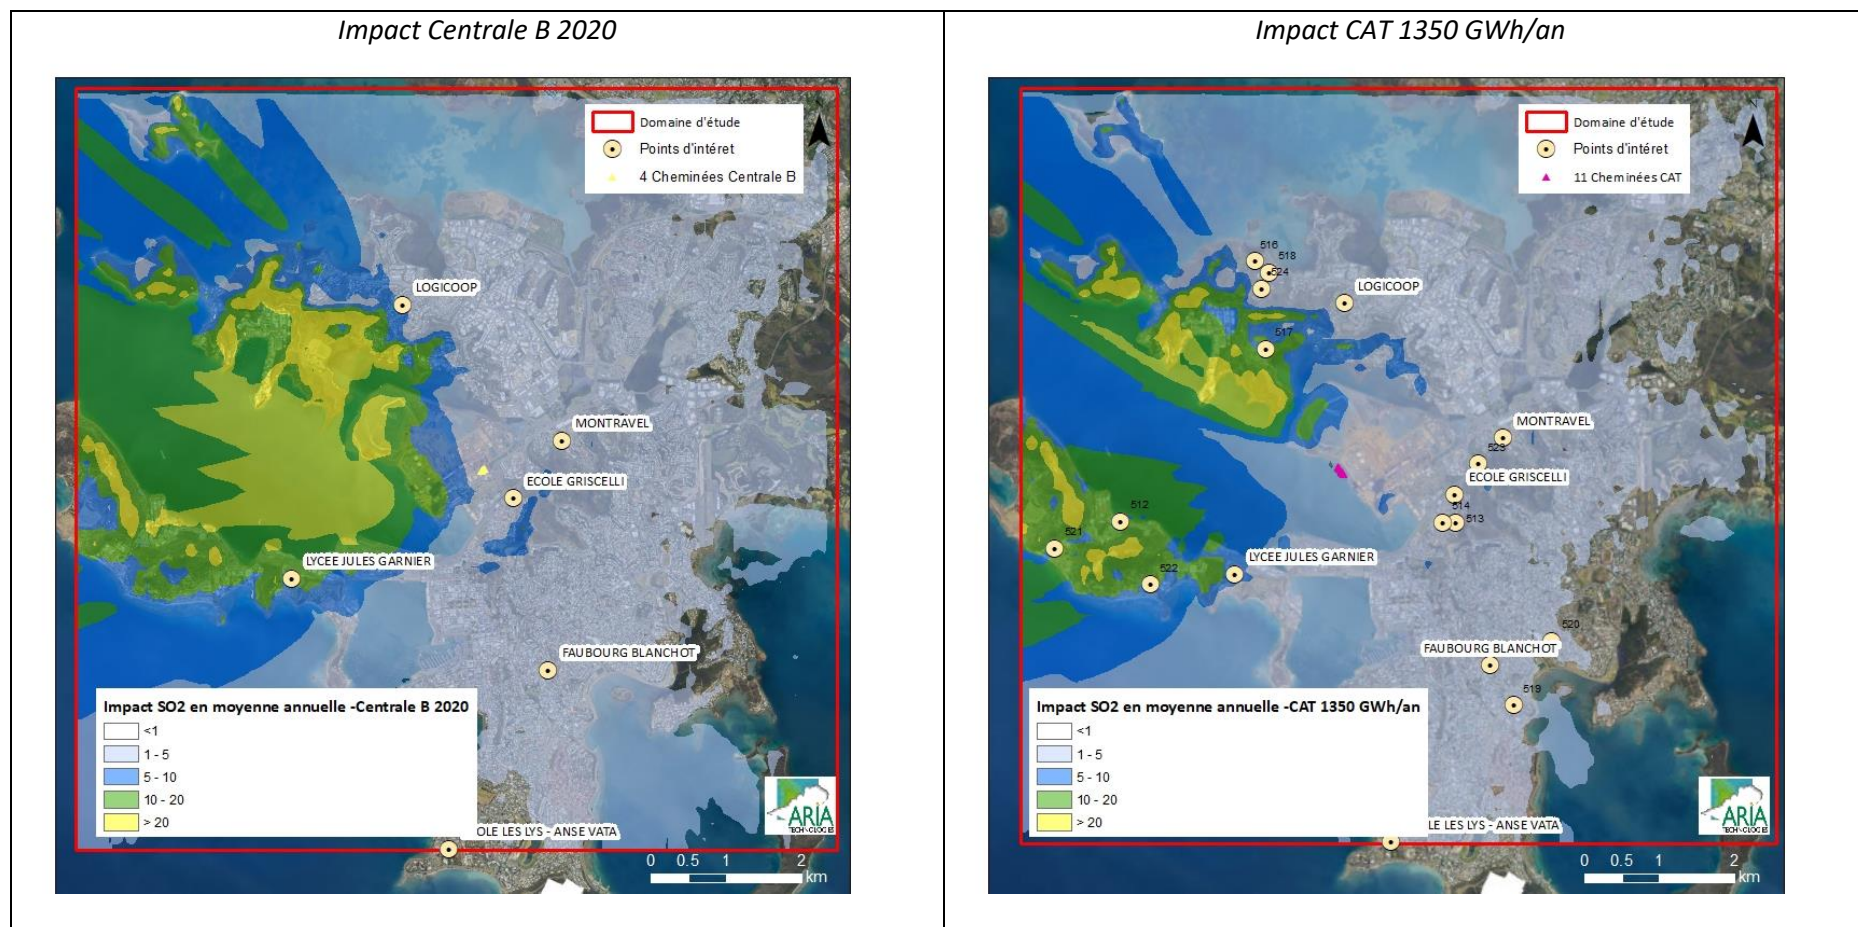 Impact Centrale B 2020
Domaine d'étude
Points d'intéret
4 Cheminées Centrale B
LOGICOOP
MONTRAVEL
ECOLE GRISCELLI
LYCEE JULES GARNIER
FAUBOURG BLANCHOT
Impact SO2 en moyenne annuelle -Centrale B 2020
<1
1 - 5
5 - 10
10 - 20
> 20
OLE LES LYS - ANSE VATA
ARIA
TECHNOLOGIES
0 0.5 1 2
km
Impact CAT 1350 GWh/an
N
Domaine d'étude
Points d'intéret
11 Cheminées CAT
516
518
524
LOGICOOP
517
MONTRAVEL
523
ECOLE GRISCELLI
514
513
512
521
522
LYCEE JULES GARNIER
520
FAUBOURG BLANCHOT
519
Impact SO2 en moyenne annuelle -CAT 1350 GWh/an
<1
1 - 5
5 - 10
10 - 20
> 20
LE LES LYS - ANSE VATA
ARIA
TECHNOLOGIES
0 0.5 1 2
km